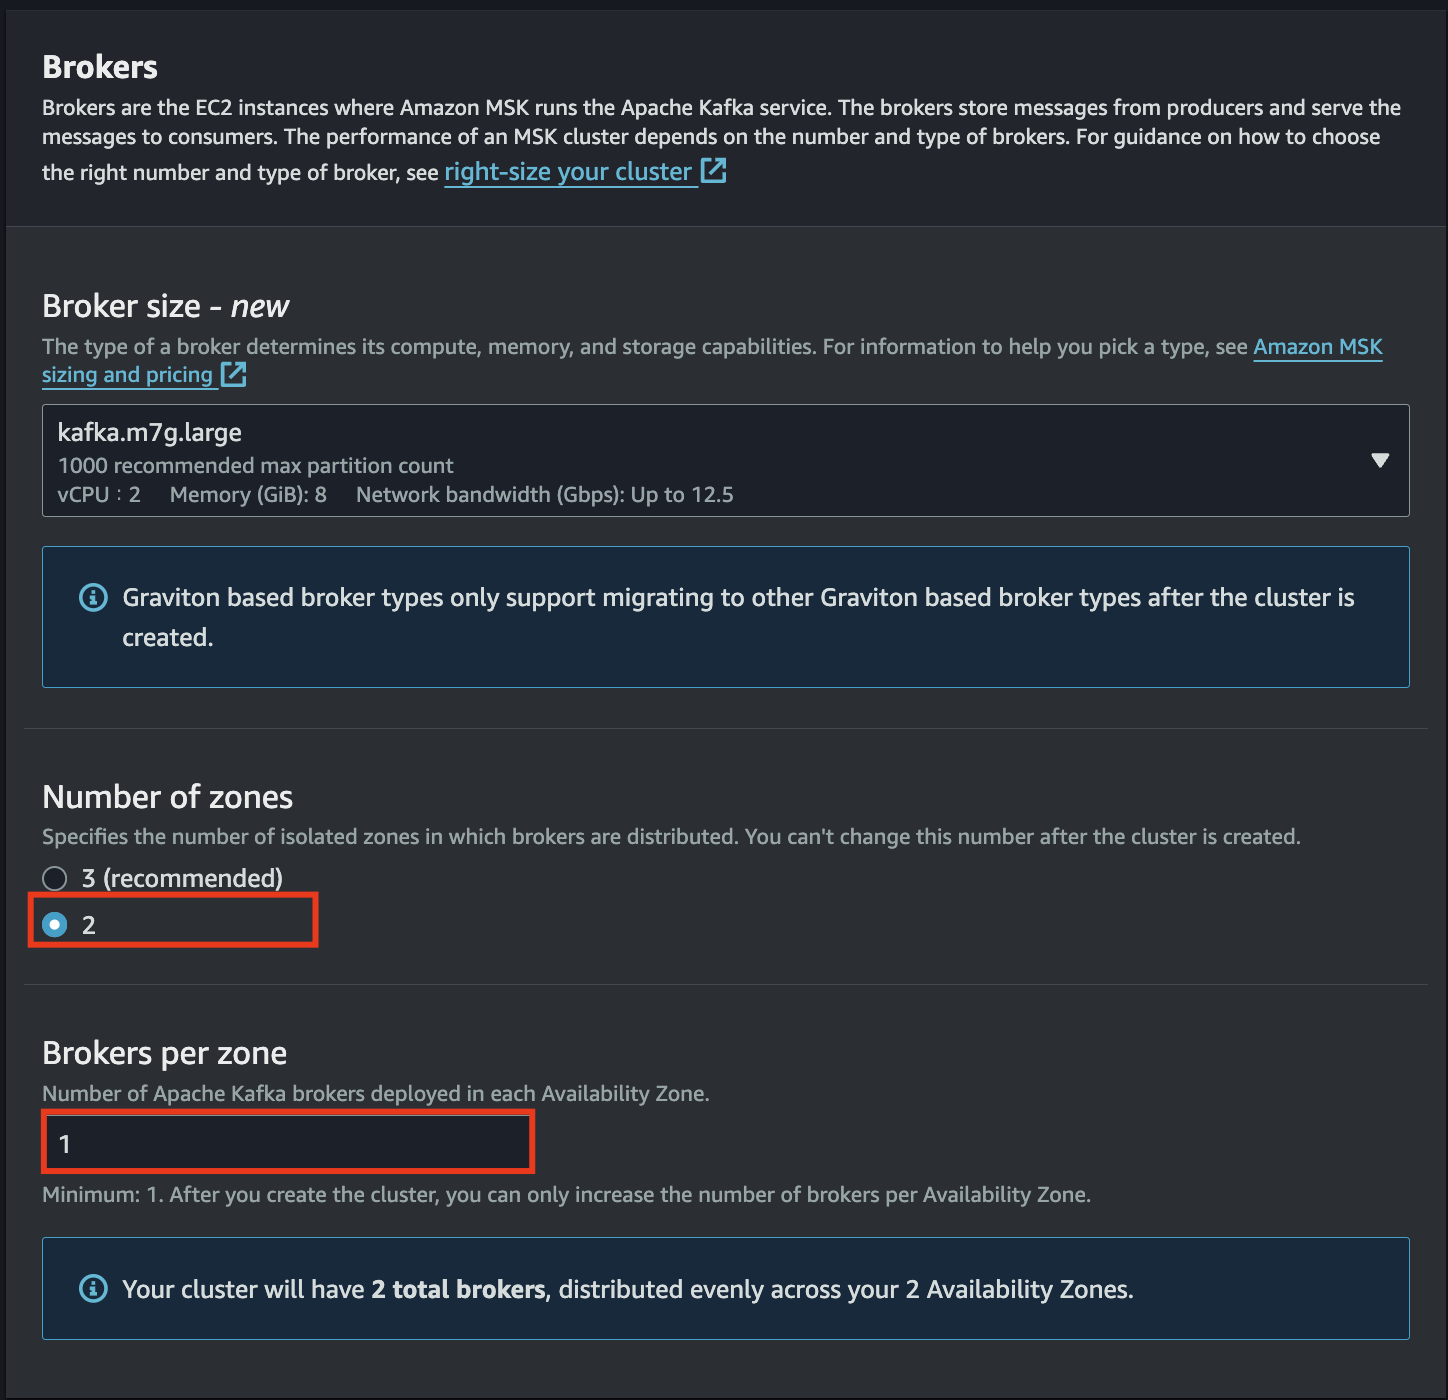 Brokers
Brokers are the EC2 instances where Amazon MSK runs the Apache Kafka service. The brokers store messages from producers and serve the
messages to consumers. The performance of an MSK cluster depends on the number and type of brokers. For guidance on how to choose
the right number and type of broker, see right-size your cluster
Broker size - new
The type of a broker determines its compute, memory, and storage capabilities. For information to help you pick a type, see Amazon MSK
sizing and pricing
kafka.m7g.large
1000 recommended max partition count
vCPU : 2 Memory (GiB): 8 Network bandwidth (Gbps): Up to 12.5
Graviton based broker types only support migrating to other Graviton based broker types after the cluster is
created.
Number of zones
Specifies the number of isolated zones in which brokers are distributed. You can't change this number after the cluster is created.
3 (recommended)
2
Brokers per zone
Number of Apache Kafka brokers deployed in each Availability Zone.
1
Minimum: 1. After you create the cluster, you can only increase the number of brokers per Availability Zone.
Your cluster will have 2 total brokers, distributed evenly across your 2 Availability Zones.